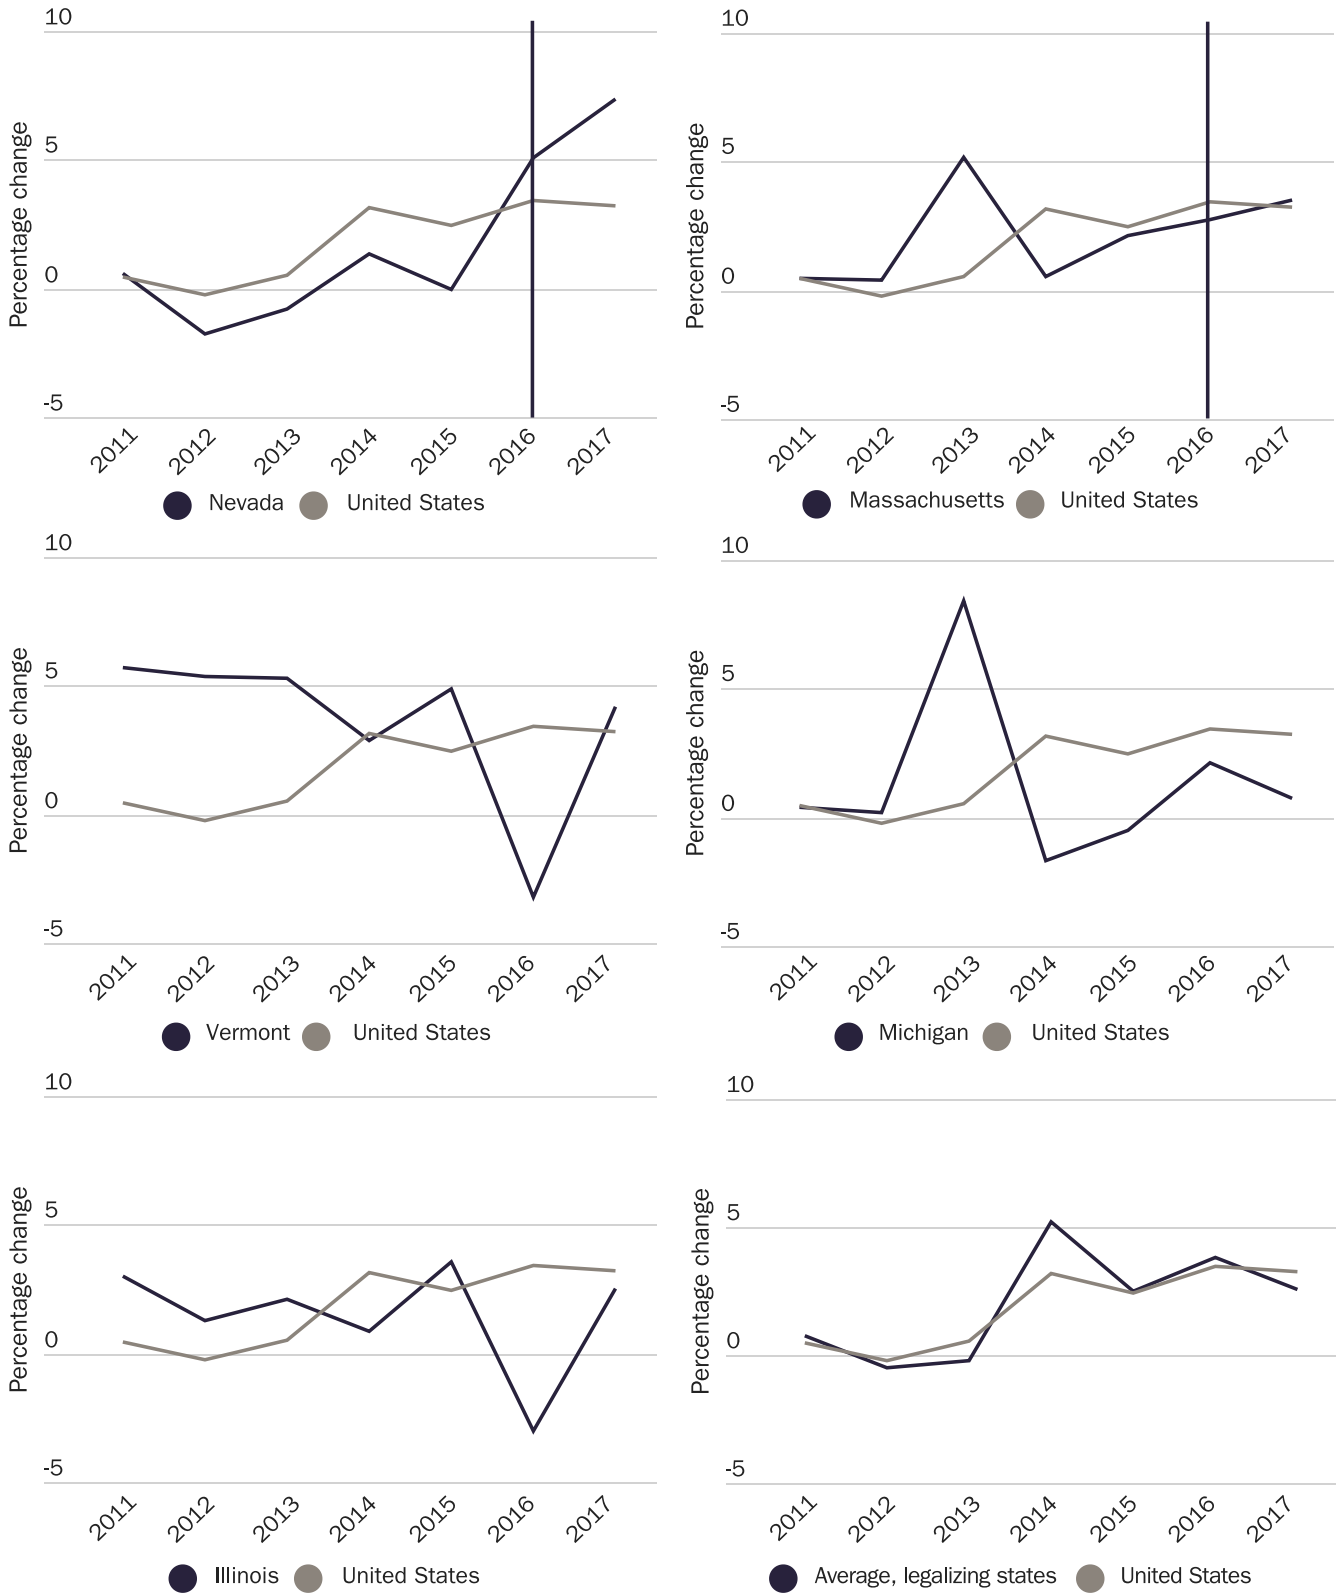 10
5
0
-5
Percentage change
2011 2012 2013 2014 2015 2016 2017
Nevada United States
10
5
0
-5
Percentage change
2011 2012 2013 2014 2015 2016 2017
Massachusetts United States
10
5
0
-5
Percentage change
2011 2012 2013 2014 2015 2016 2017
Vermont United States
10
5
0
-5
Percentage change
2011 2012 2013 2014 2015 2016 2017
Michigan United States
10
5
0
-5
Percentage change
2011 2012 2013 2014 2015 2016 2017
Illinois United States
10
5
0
-5
Percentage change
2011 2012 2013 2014 2015 2016 2017
Average, legalizing states United States